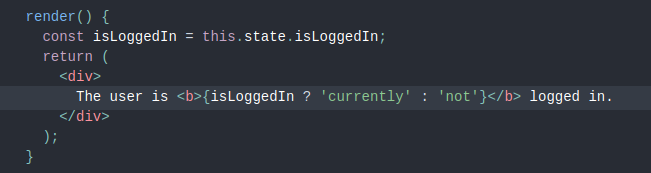 render() {
  const isLoggedIn = this.state.isLoggedIn;
  return (
    <div>
      The user is <b>{isLoggedIn ? 'currently' : 'not'}</b> logged in.
    </div>
  );
}